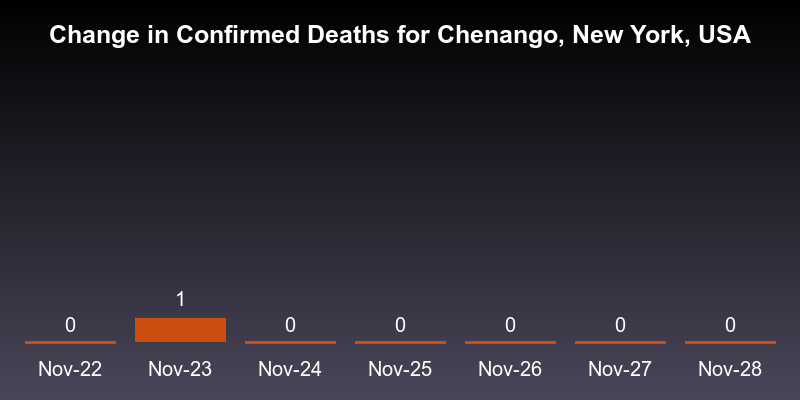 Change in Confirmed Deaths for Chenango, New York, USA
1
0 0 0 0 0 0
Nov-22 Nov-23 Nov-24 Nov-25 Nov-26 Nov-27 Nov-28